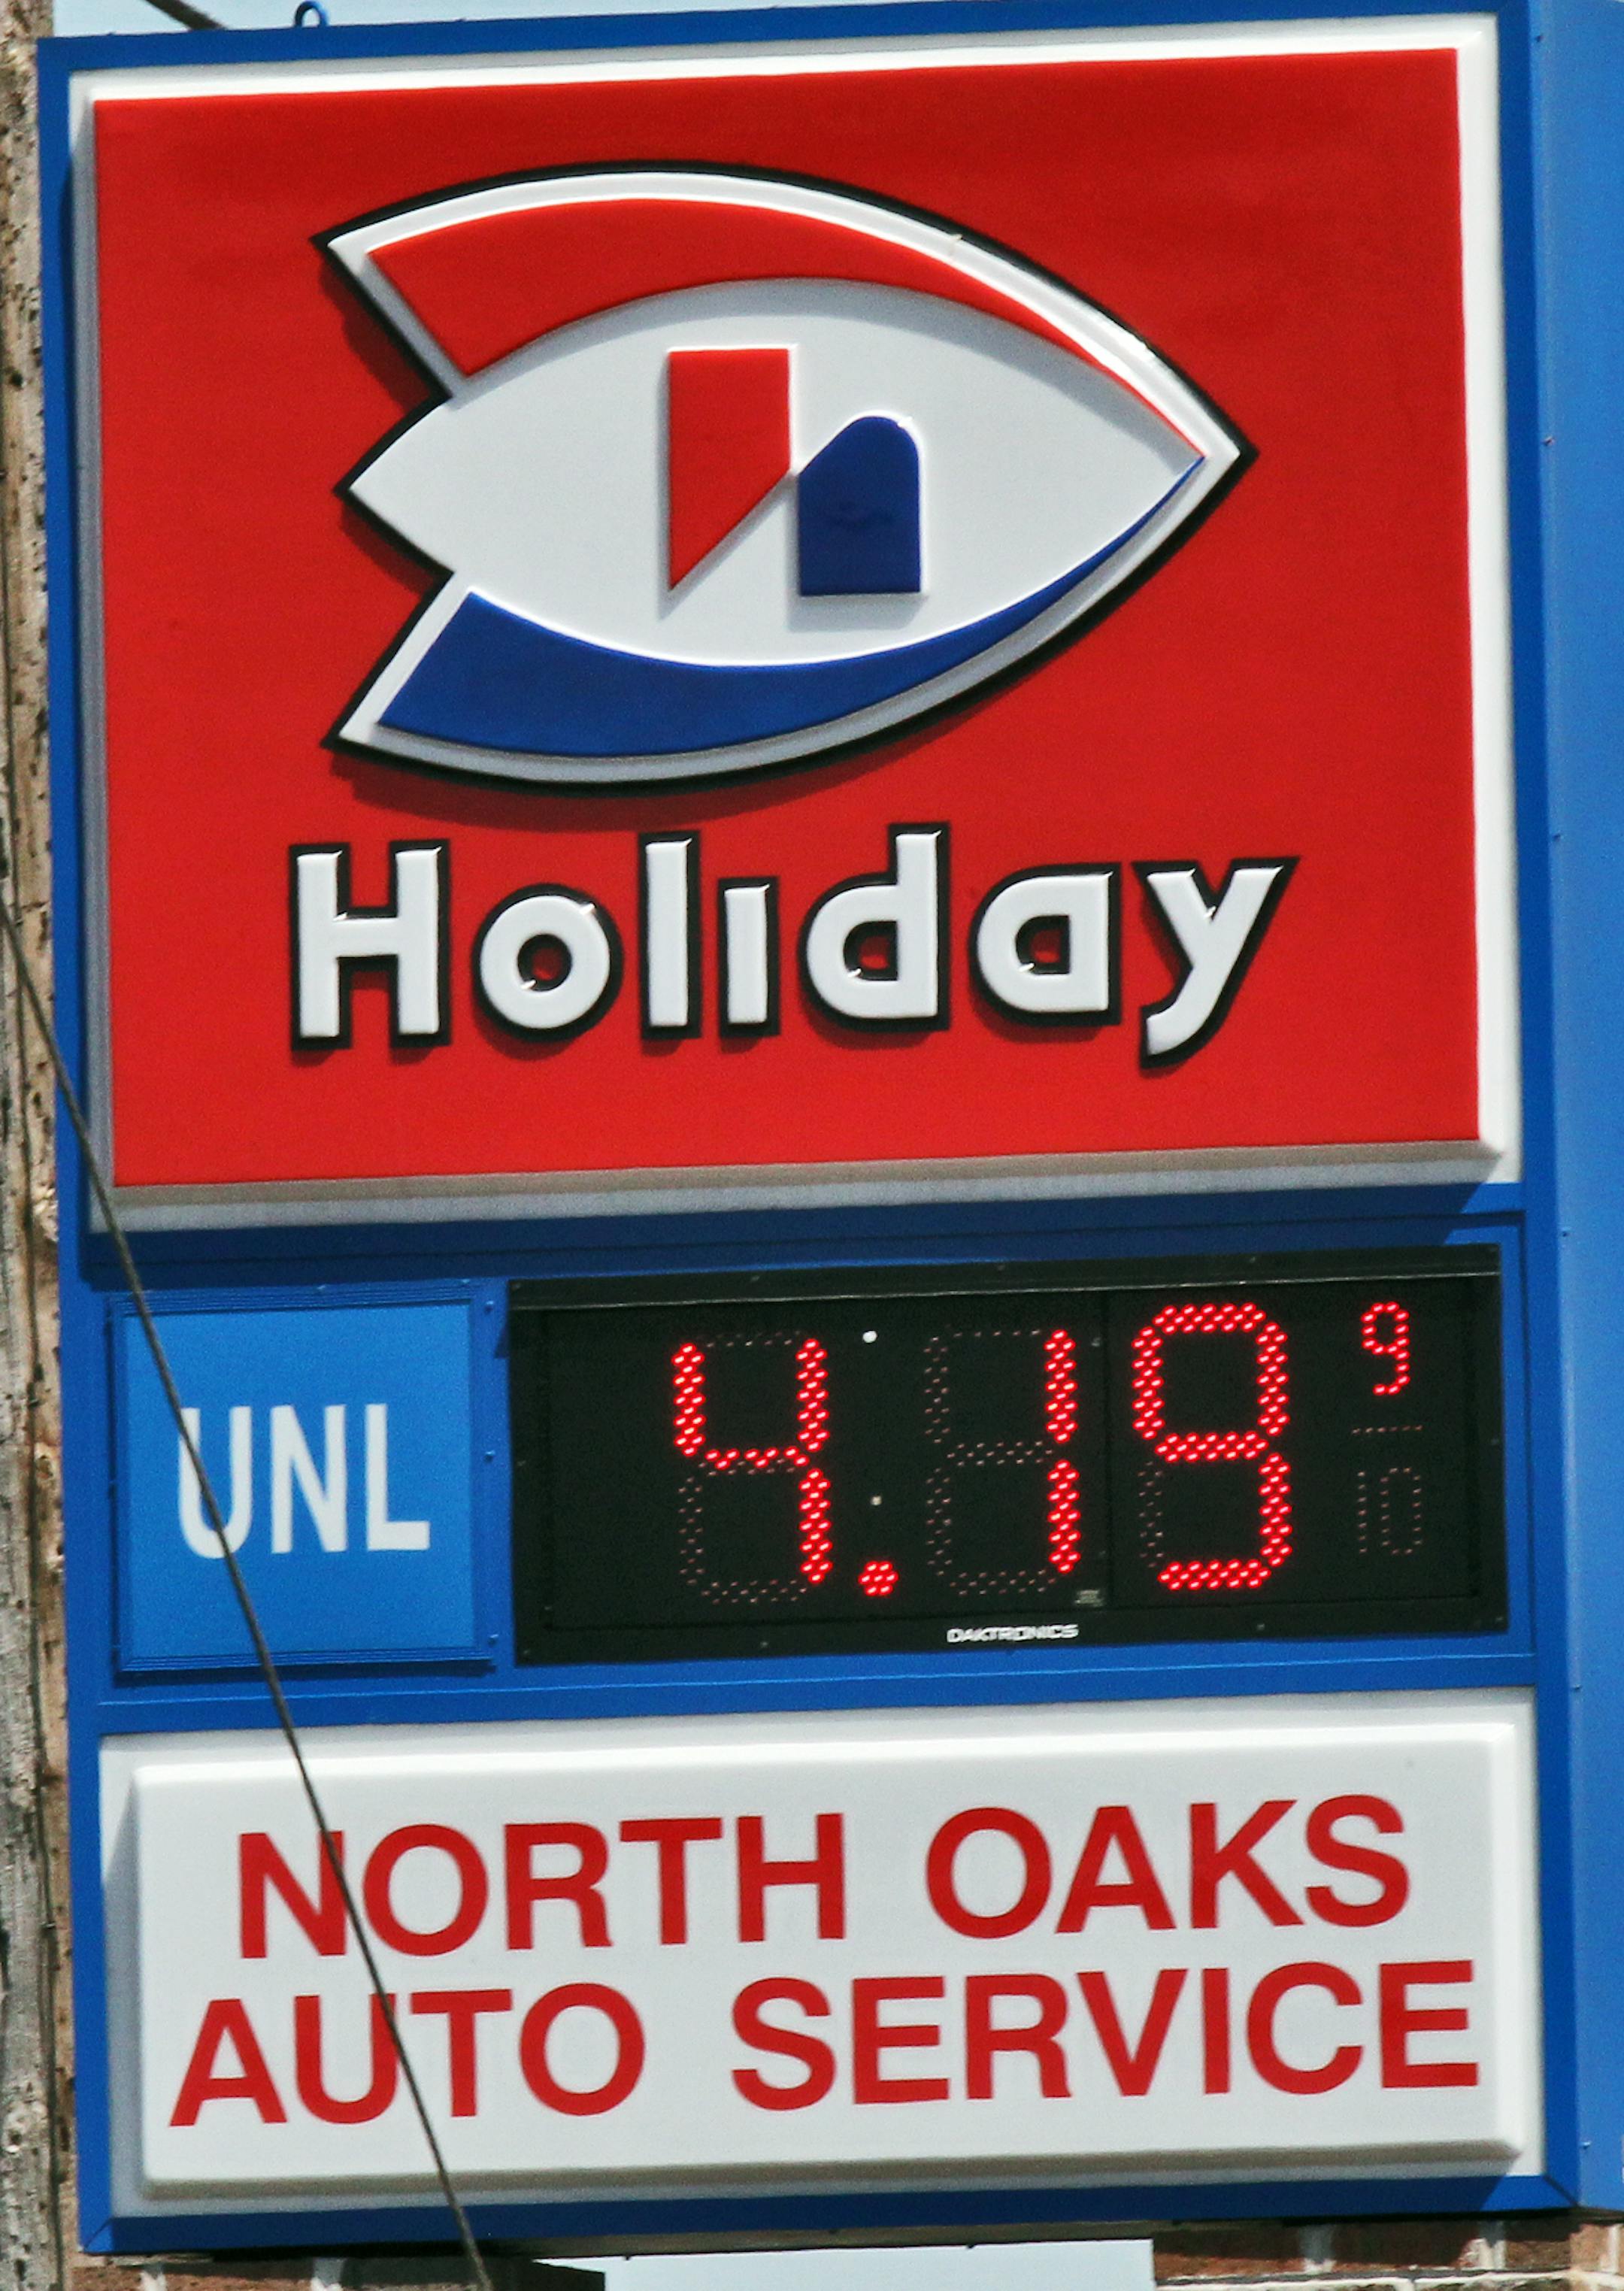 h
Holiday
UNL 4.19 9/10
DAKTRONICS
NORTH OAKS
AUTO SERVICE